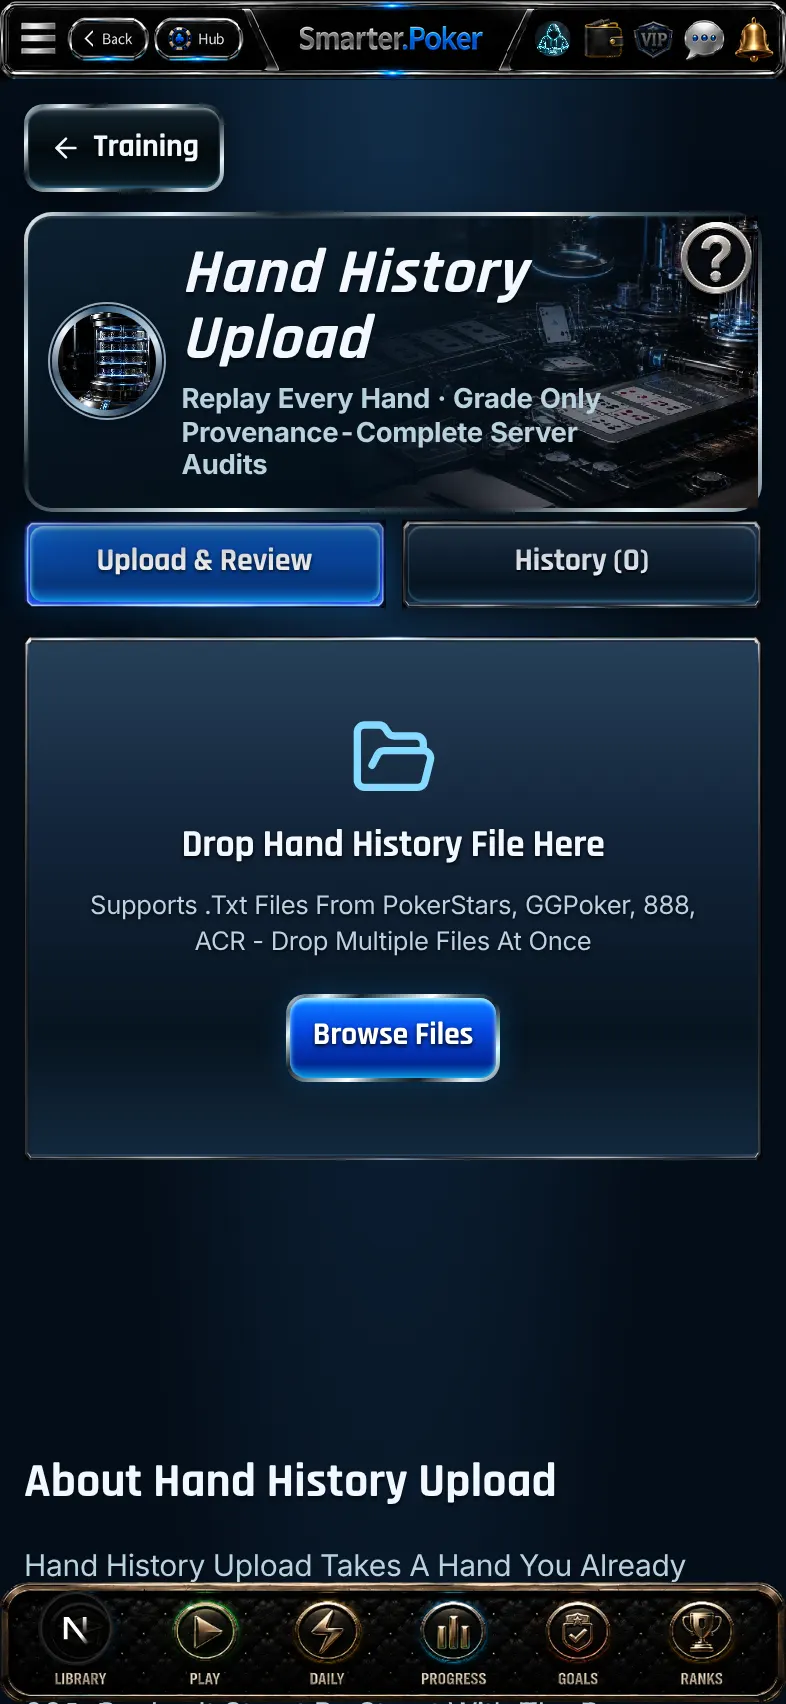 Back
Hub
Smarter.Poker
VIP
Training
Hand History
Upload
Replay Every Hand · Grade Only
Provenance-Complete Server
Audits
Upload & Review
History (0)
Drop Hand History File Here
Supports .Txt Files From PokerStars, GGPoker, 888,
ACR - Drop Multiple Files At Once
Browse Files
About Hand History Upload
Hand History Upload Takes A Hand You Already
N
LIBRARY
PLAY
DAILY
PROGRESS
GOALS
RANKS